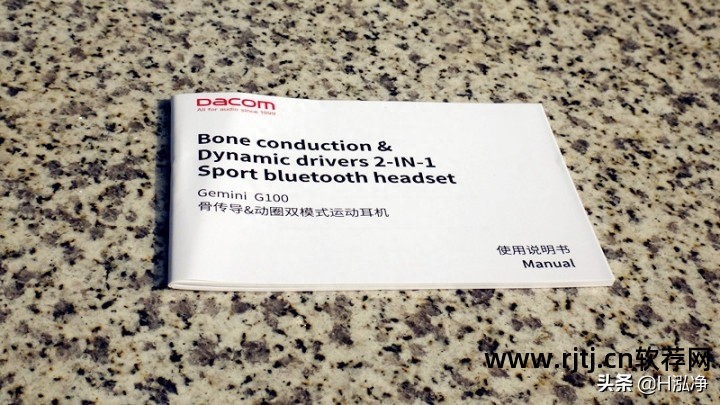 DACOM
All for audio since 1999
Bone conduction &
Dynamic drivers 2-IN-1
Sport bluetooth headset
Gemini G100
骨传导&动圈双模式运动耳机
使用说明书
Manual
www.rjtj.cn软荐网
头条 @H泓净